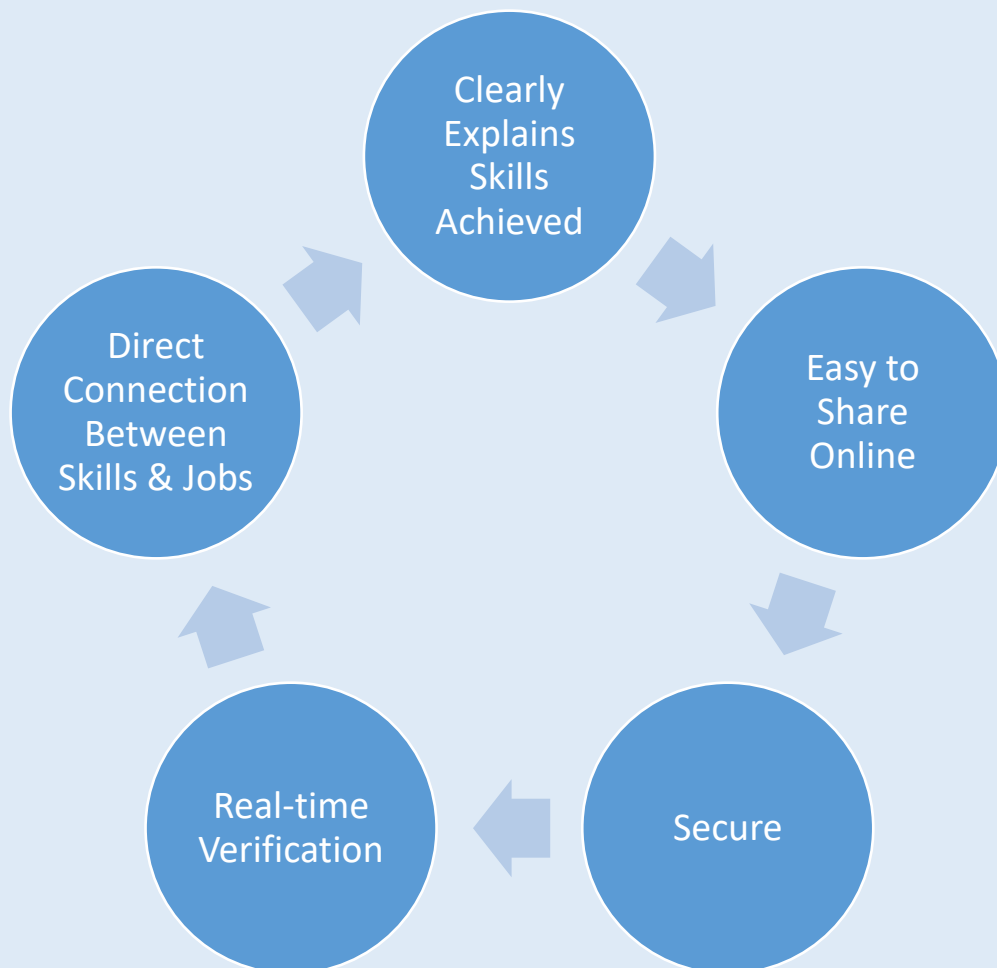 Clearly
Explains
Skills
Achieved
Easy to
Share
Online
Secure
Real-time
Verification
Direct
Connection
Between
Skills & Jobs